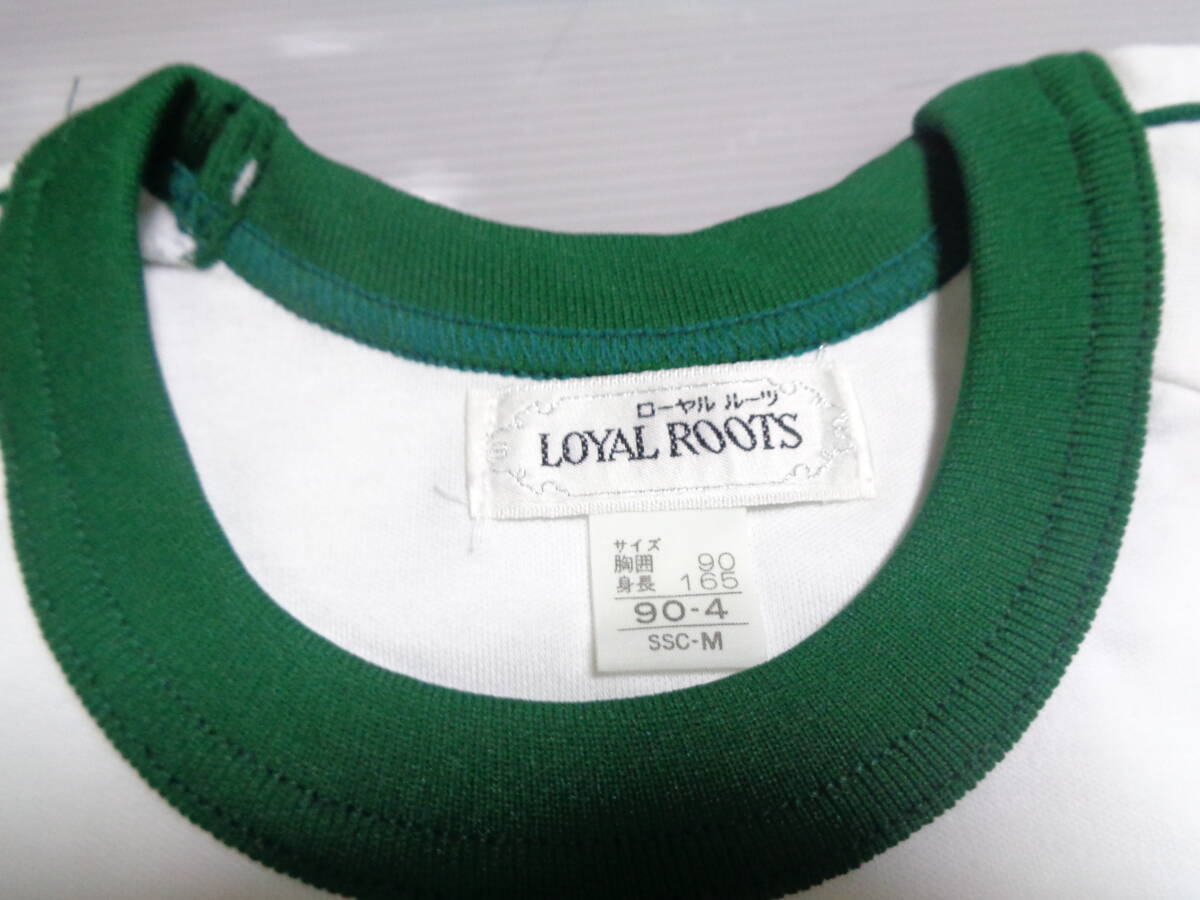 ローヤル ルーツ
LOYAL ROOTS
サイズ
胸囲 90
身長 165
90-4
SSC-M